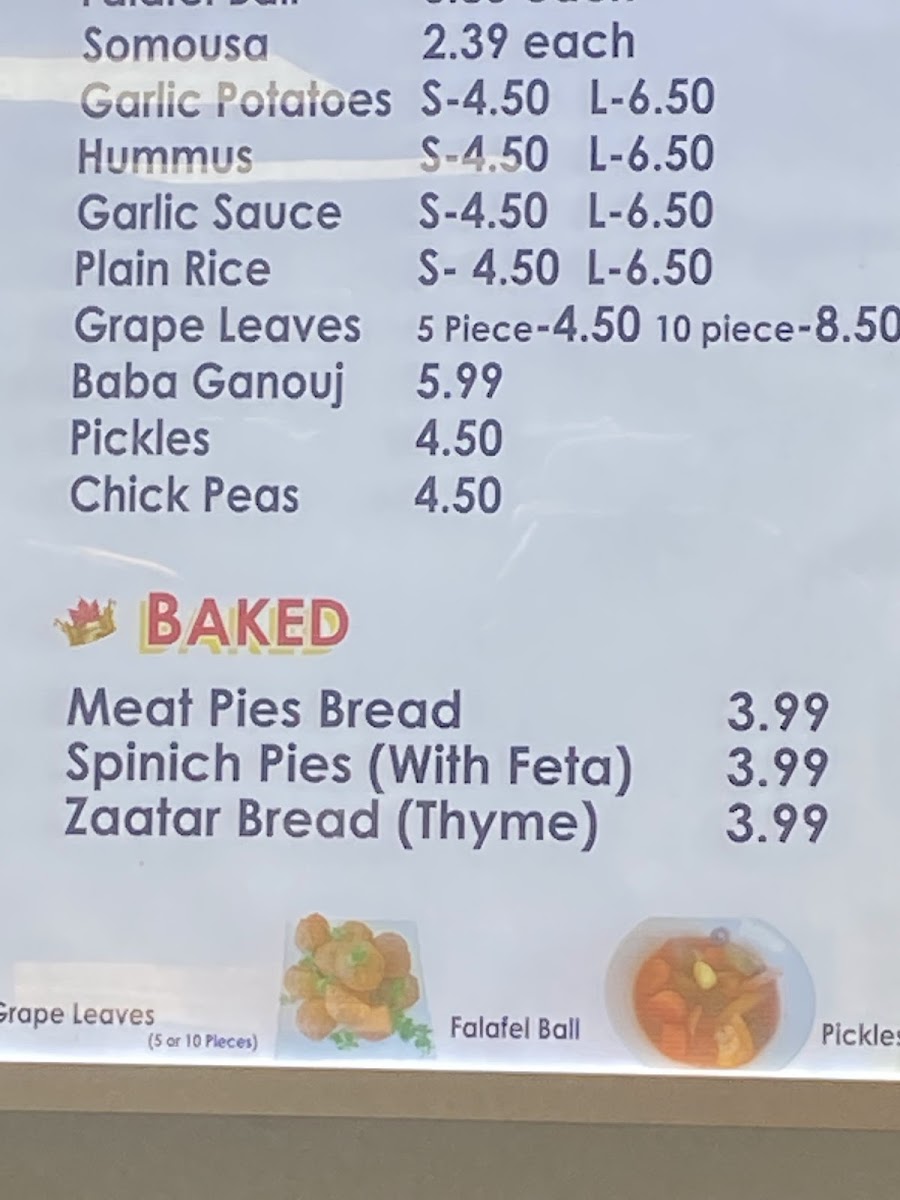 Somousa 2.39 each
Garlic Potatoes S-4.50 L-6.50
Hummus S-4.50 L-6.50
Garlic Sauce S-4.50 L-6.50
Plain Rice S- 4.50 L-6.50
Grape Leaves 5 Piece-4.50 10 piece-8.50
Baba Ganouj 5.99
Pickles 4.50
Chick Peas 4.50
BAKED
Meat Pies Bread 3.99
Spinich Pies (With Feta) 3.99
Zaatar Bread (Thyme) 3.99
Grape Leaves
(5 or 10 Pieces)
Falafel Ball
Pickles